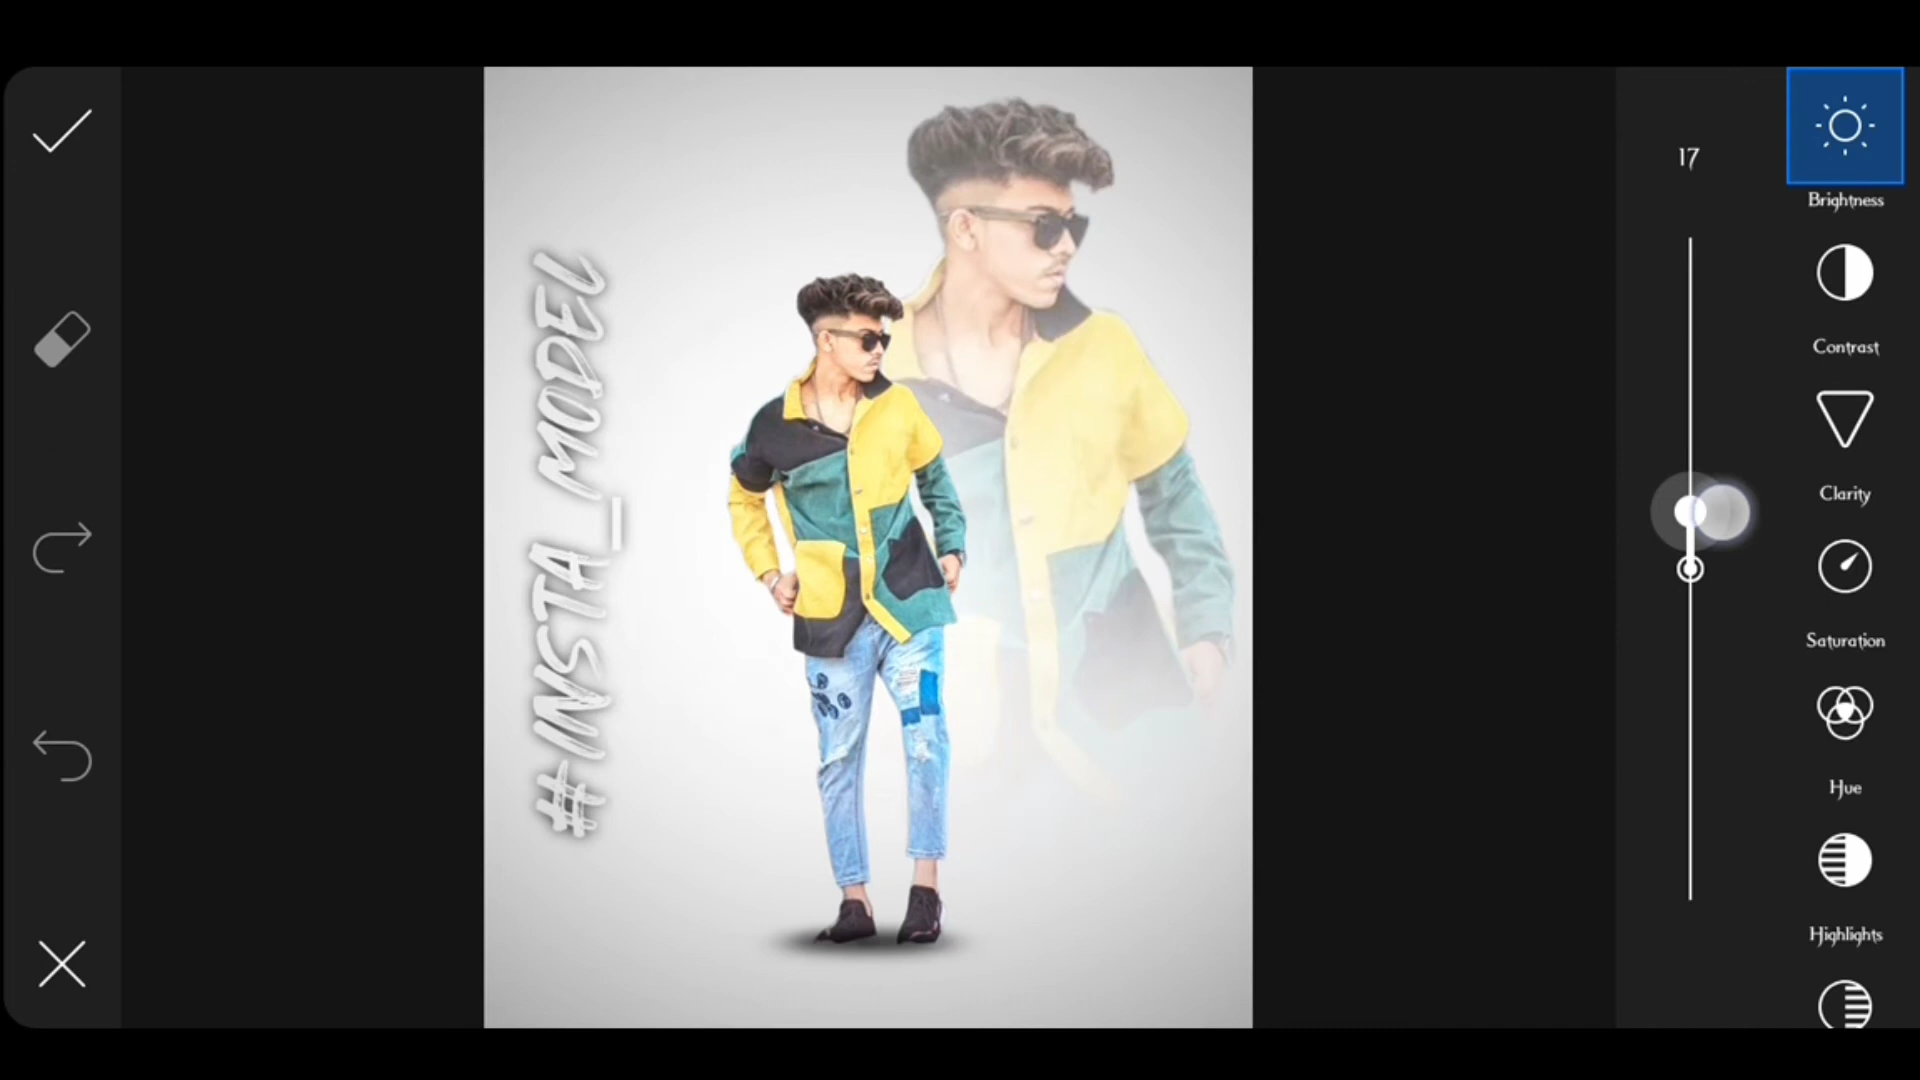 #INSTA_MODEL
17
Brightness
Contrast
Clarity
Saturation
Hue
Highlights